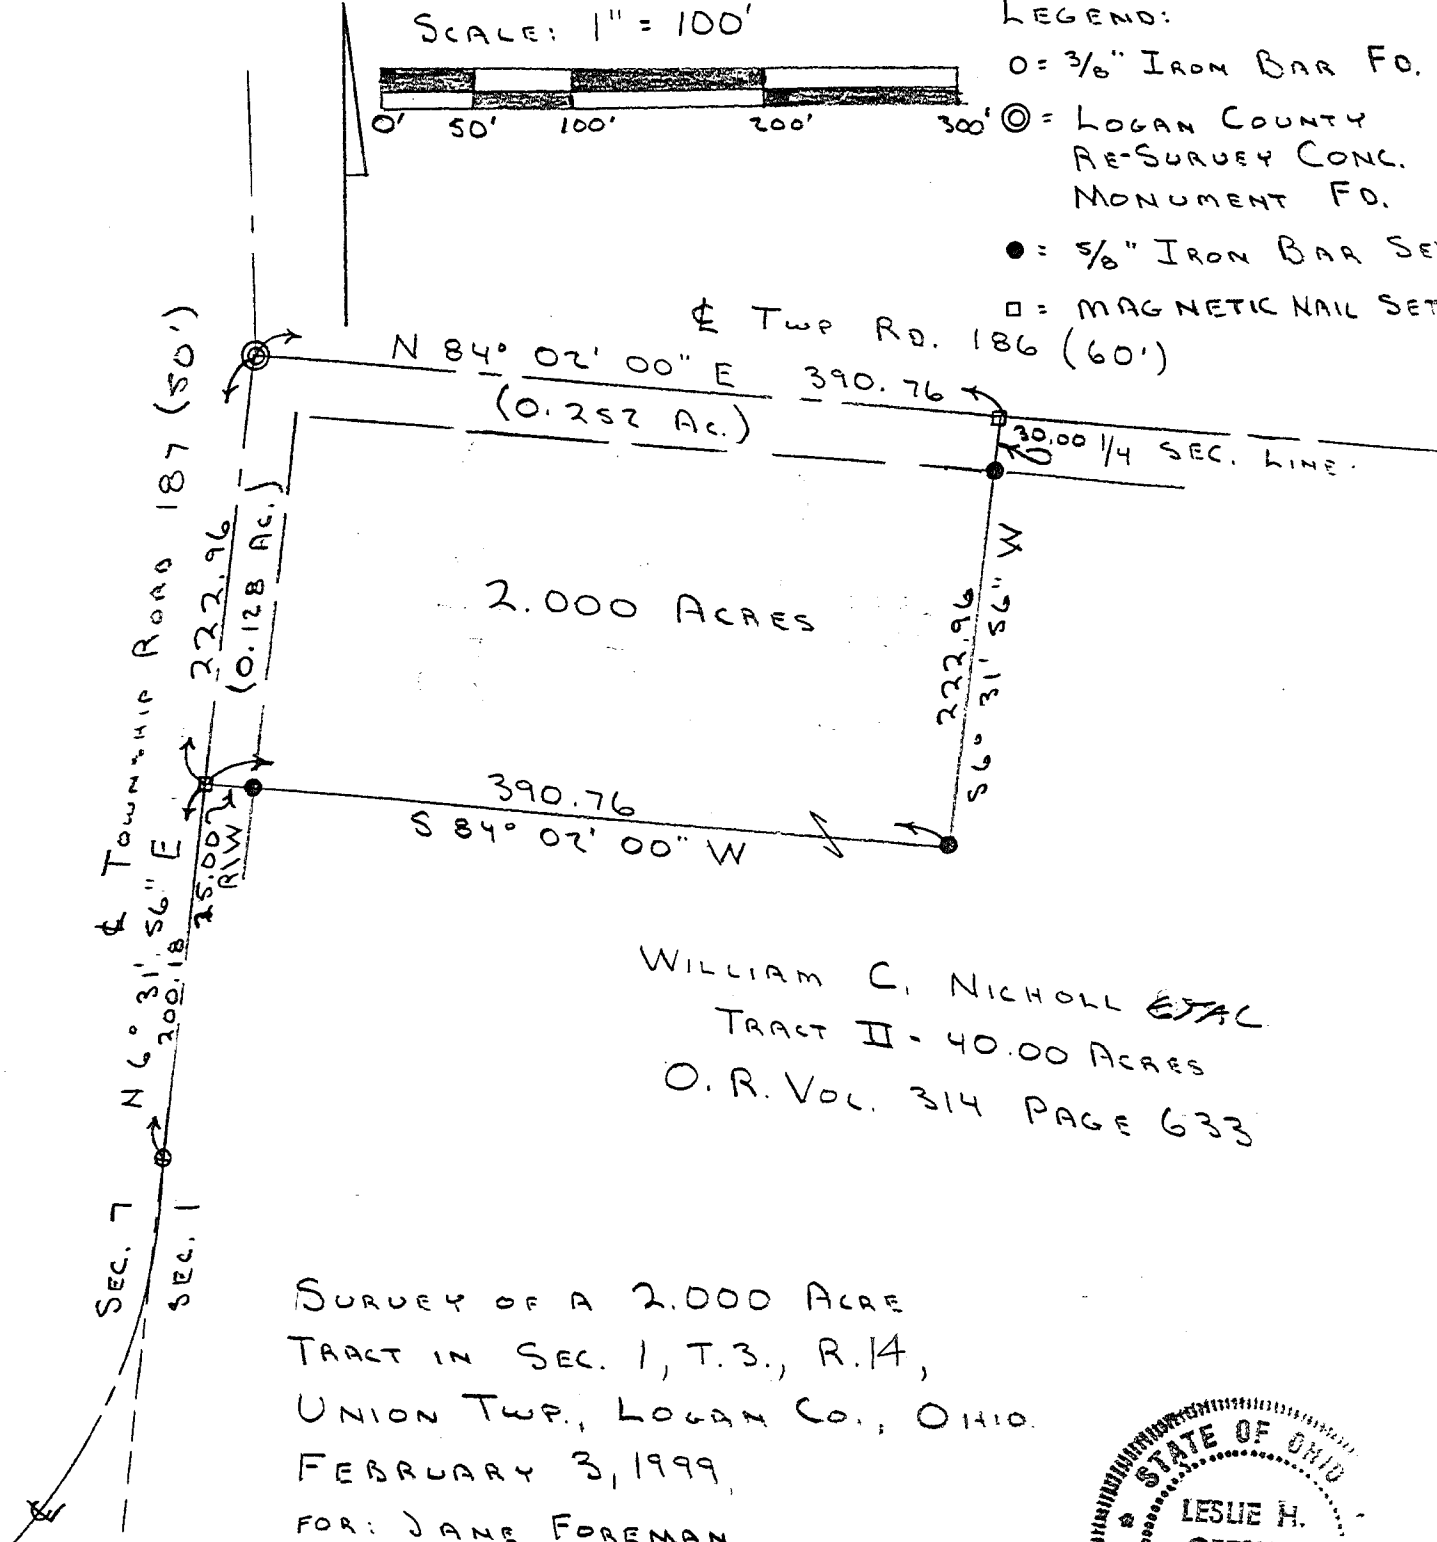 SCALE: 1" = 100'
0' 50' 100' 200' 300'
LEGEND:
O = 3/8" IRON BAR FD.
= LOGAN COUNTY
RE-SURVEY CONC.
MONUMENT FD.
= 5/8" IRON BAR SE
= MAGNETIC NAIL SET
℄ TWP RD. 186 (60')
N 84° 02' 00" E 390.76
(0.252 AC.)
30.00 1/4 SEC. LINE
℄ TOWNSHIP ROAD 187 (50')
222.96
(0.128 AC.)
2.000 ACRES
222.96
S 6° 31' 56" W
390.76
S 84° 02' 00" W
25.00
R/W
N 6° 31' 56" E
200.18
WILLIAM C. NICHOLL ETAL
TRACT II - 40.00 ACRES
O.R. VOL. 314 PAGE 633
SEC. 7
SEC. 1
SURVEY OF A 2.000 ACRE
TRACT IN SEC. 1, T.3., R.14,
UNION TWP., LOGAN CO., OHIO.
FEBRUARY 3, 1999
FOR: JANE FOREMAN
℄
STATE OF OHIO
LESLIE H.